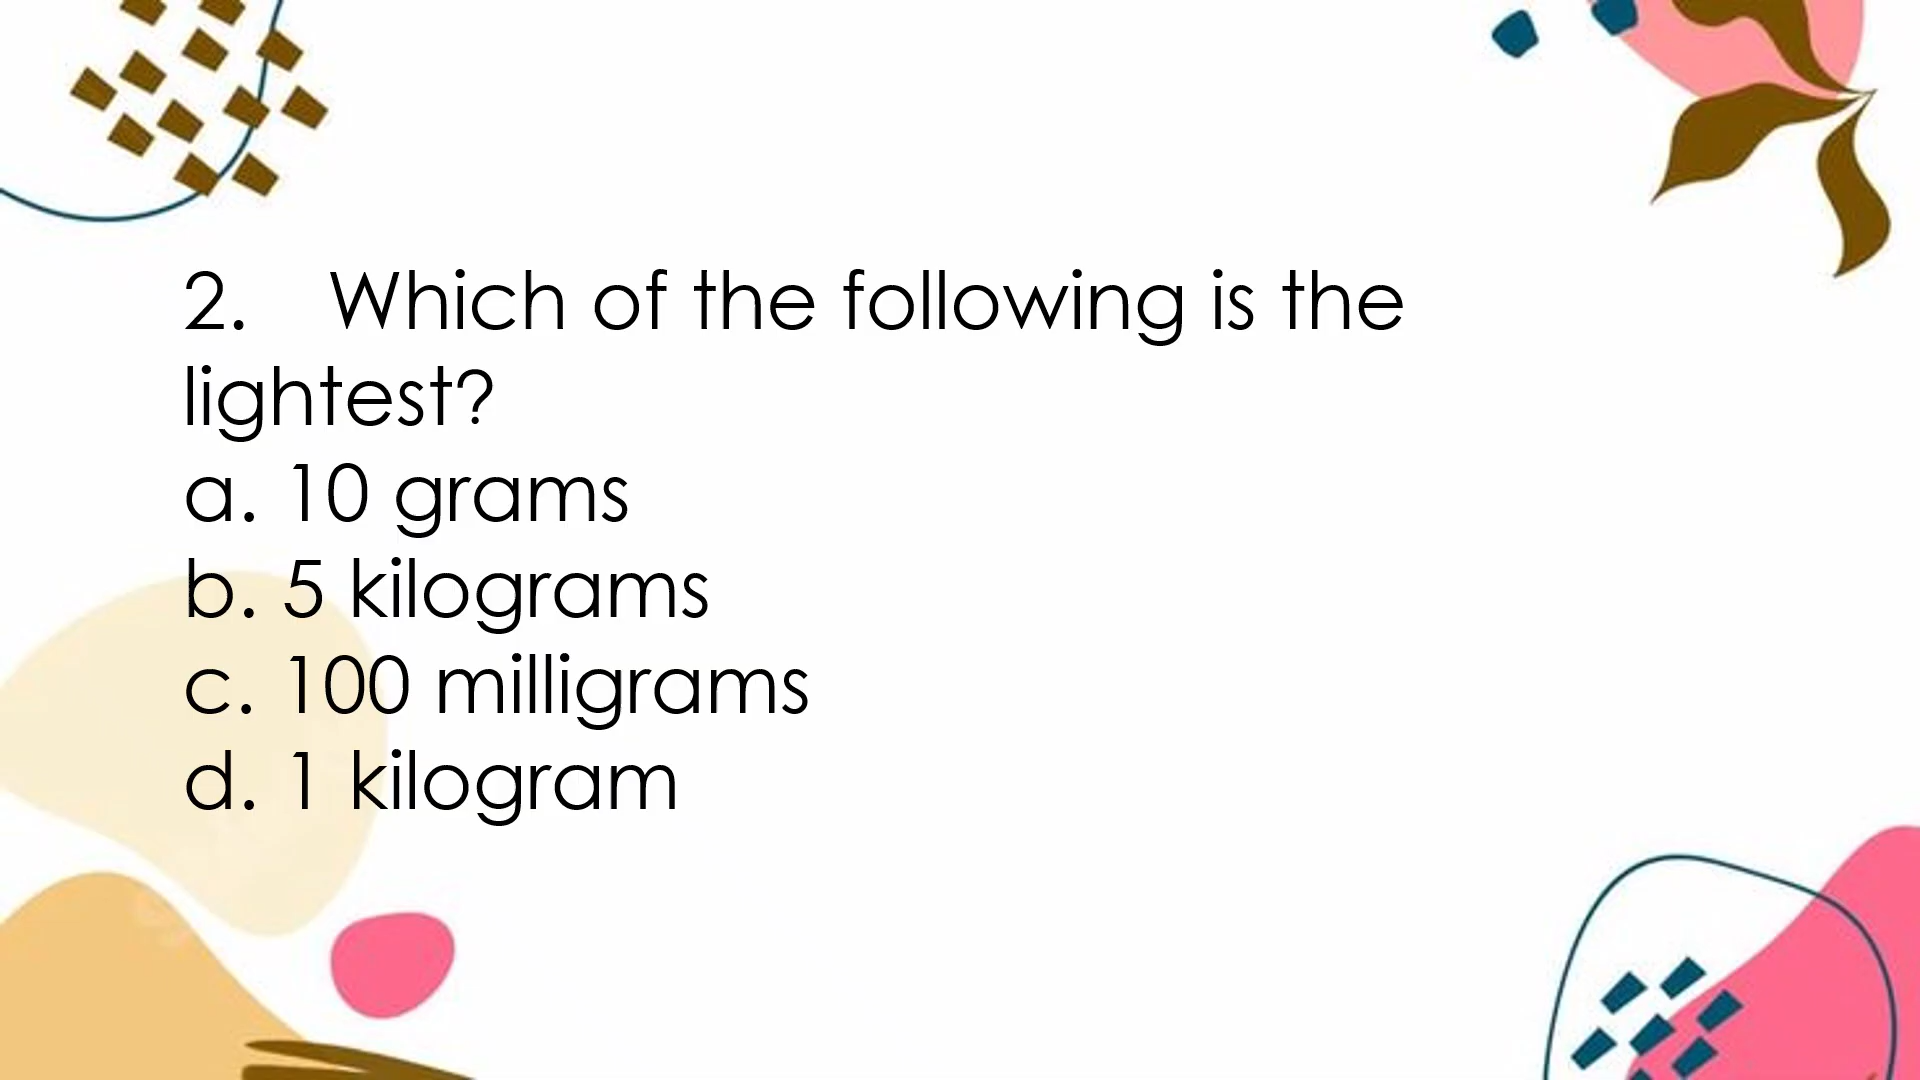 2. Which of the following is the
lightest?
a. 10 grams
b. 5 kilograms
c. 100 milligrams
d. 1 kilogram